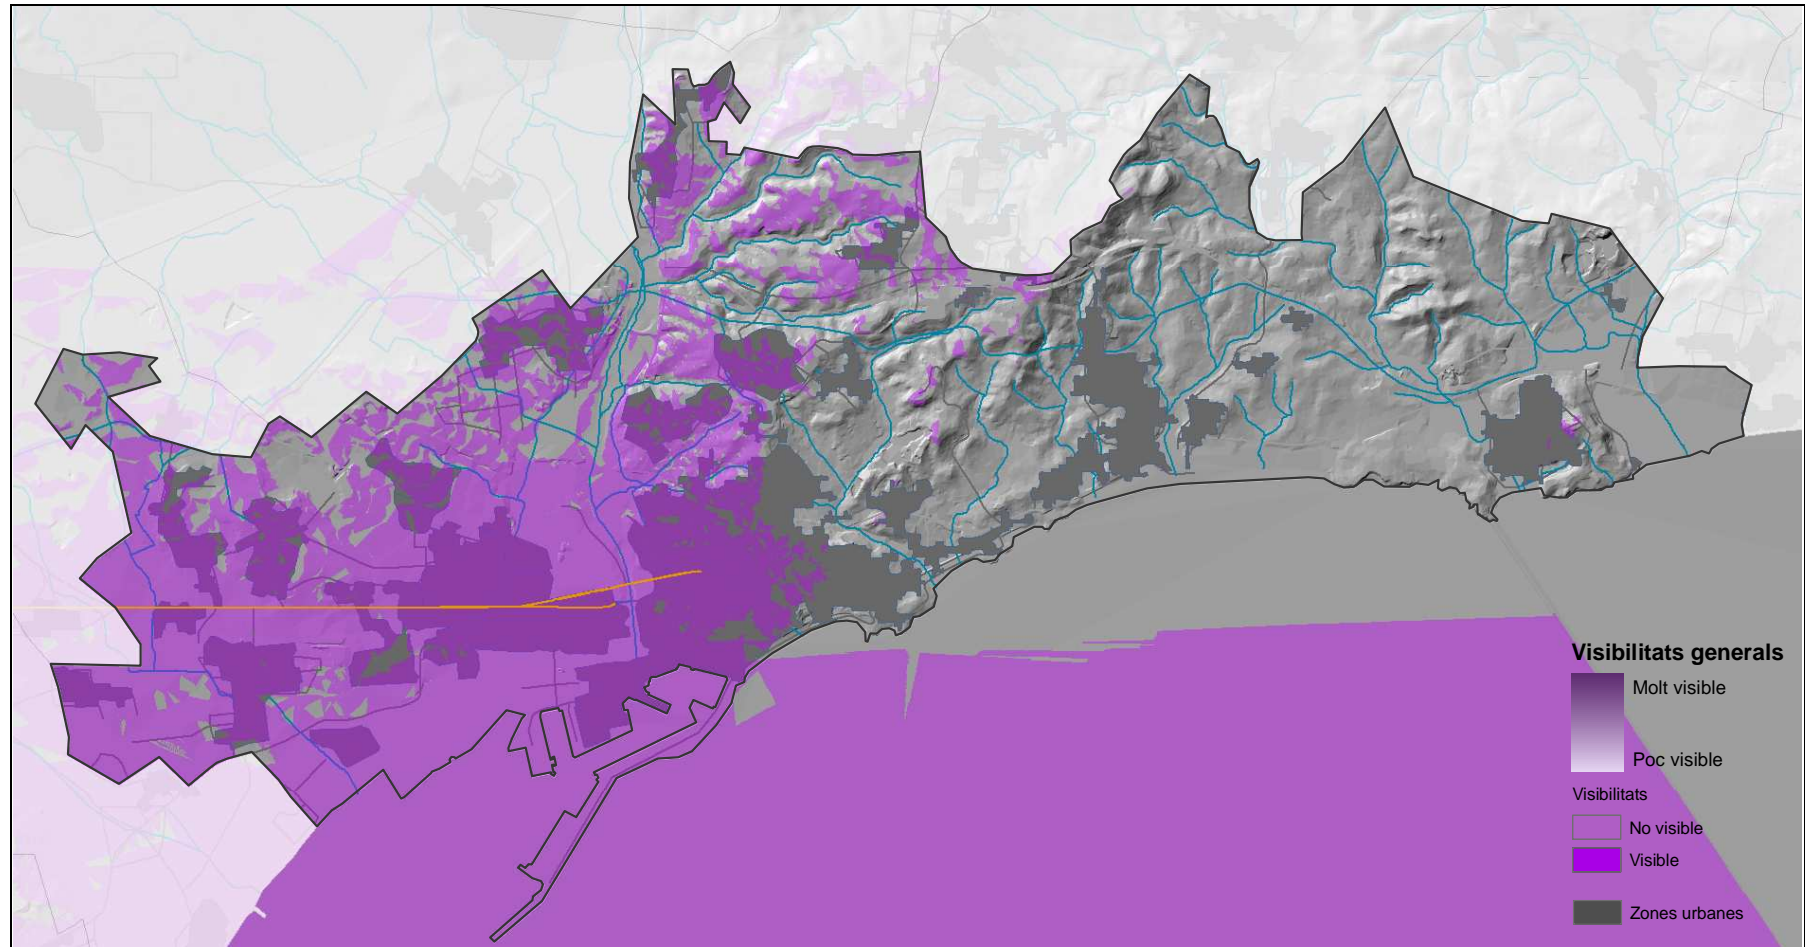 Visibilitats generals
Molt visible
Poc visible
Visibilitats
No visible
Visible
Zones urbanes